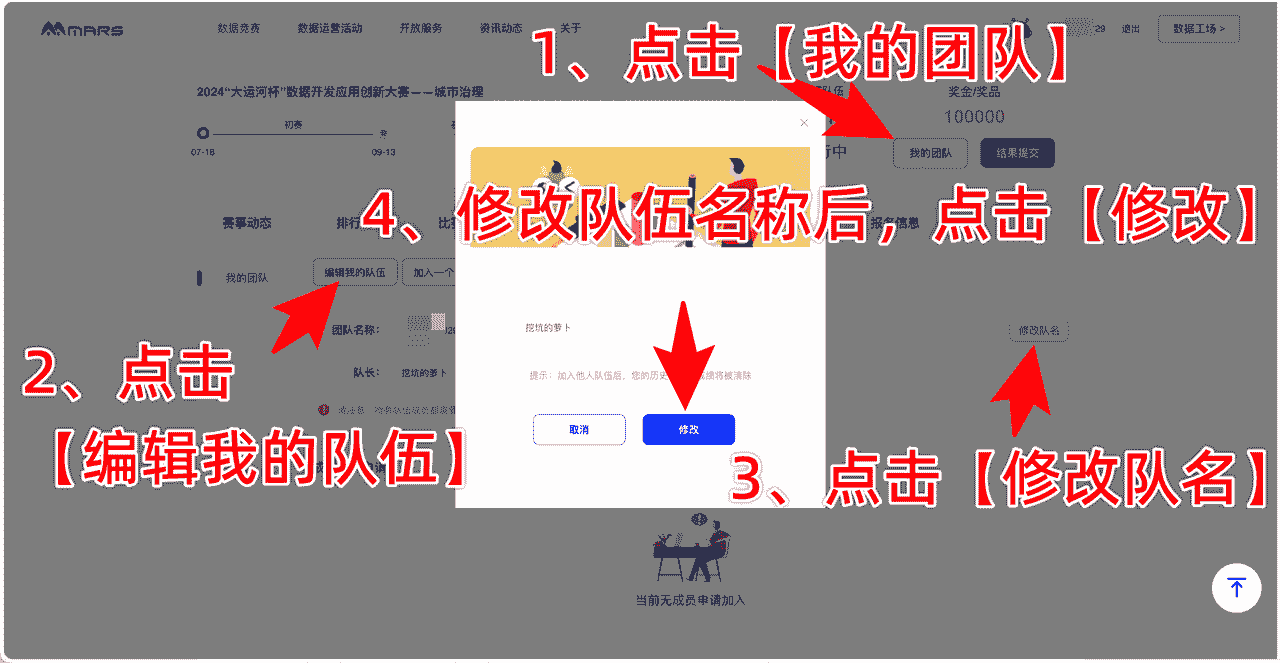 MARS
数据竞赛 数据运营活动 开放服务 资讯动态 关于
29 退出 数据工场 >
1、点击【我的团队】
2024“大运河杯”数据开发应用创新大赛——城市治理
奖金/奖品
100000
初赛
07-18 09-13
行中 我的团队 结果提交
4、修改队伍名称后，点击【修改】
赛事动态 排行 比赛 报名信息
我的团队 编辑我的队伍 加入一个
团队名称：
修改队名
挖坑的萝卜
队长： 挖坑的萝卜
2、点击
【编辑我的队伍】
提示：加入他人队伍后，您的历史 成绩将被清除
取消 修改
3、点击【修改队名】
当前无成员申请加入